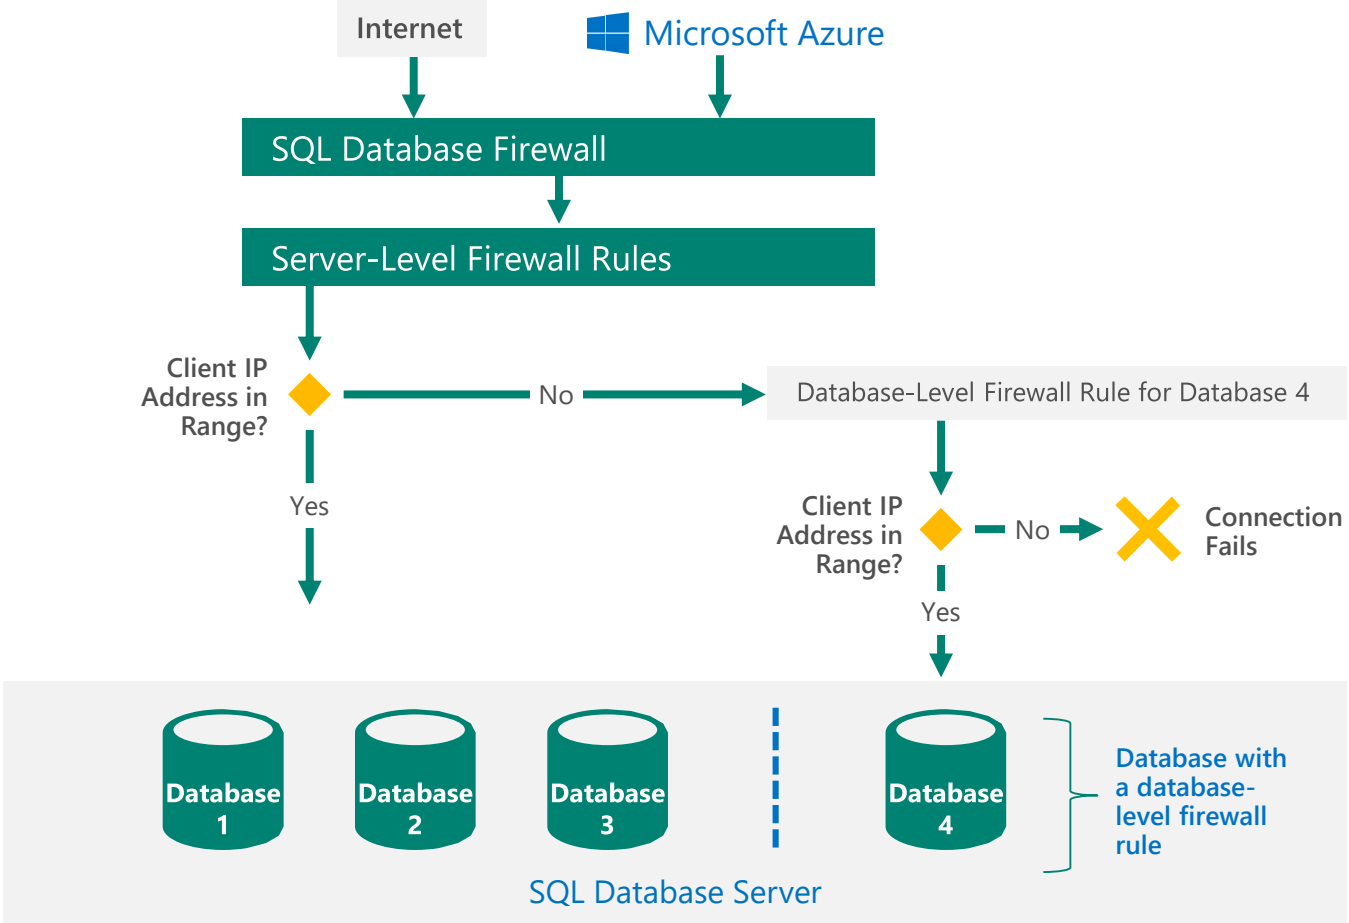 Internet
Microsoft Azure
SQL Database Firewall
Server-Level Firewall Rules
Client IP
Address in
Range?
No
Database-Level Firewall Rule for Database 4
Yes
Client IP
Address in
Range?
No
Connection
Fails
Yes
Database
1
Database
2
Database
3
Database
4
Database with
a database-
level firewall
rule
SQL Database Server